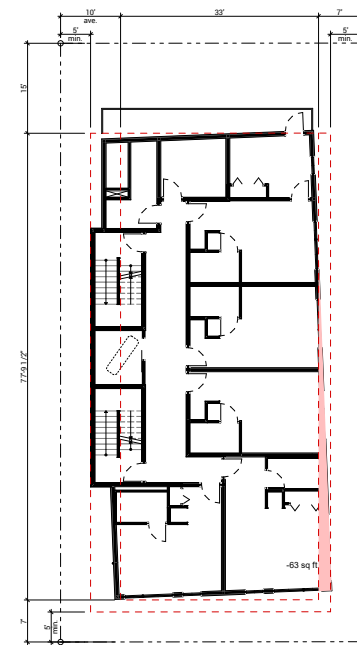 10'
ave.
33'
7'
5'
min.
5'
min.
15'
77'-9 1/2"
-63 sq ft
7'
5'
min.